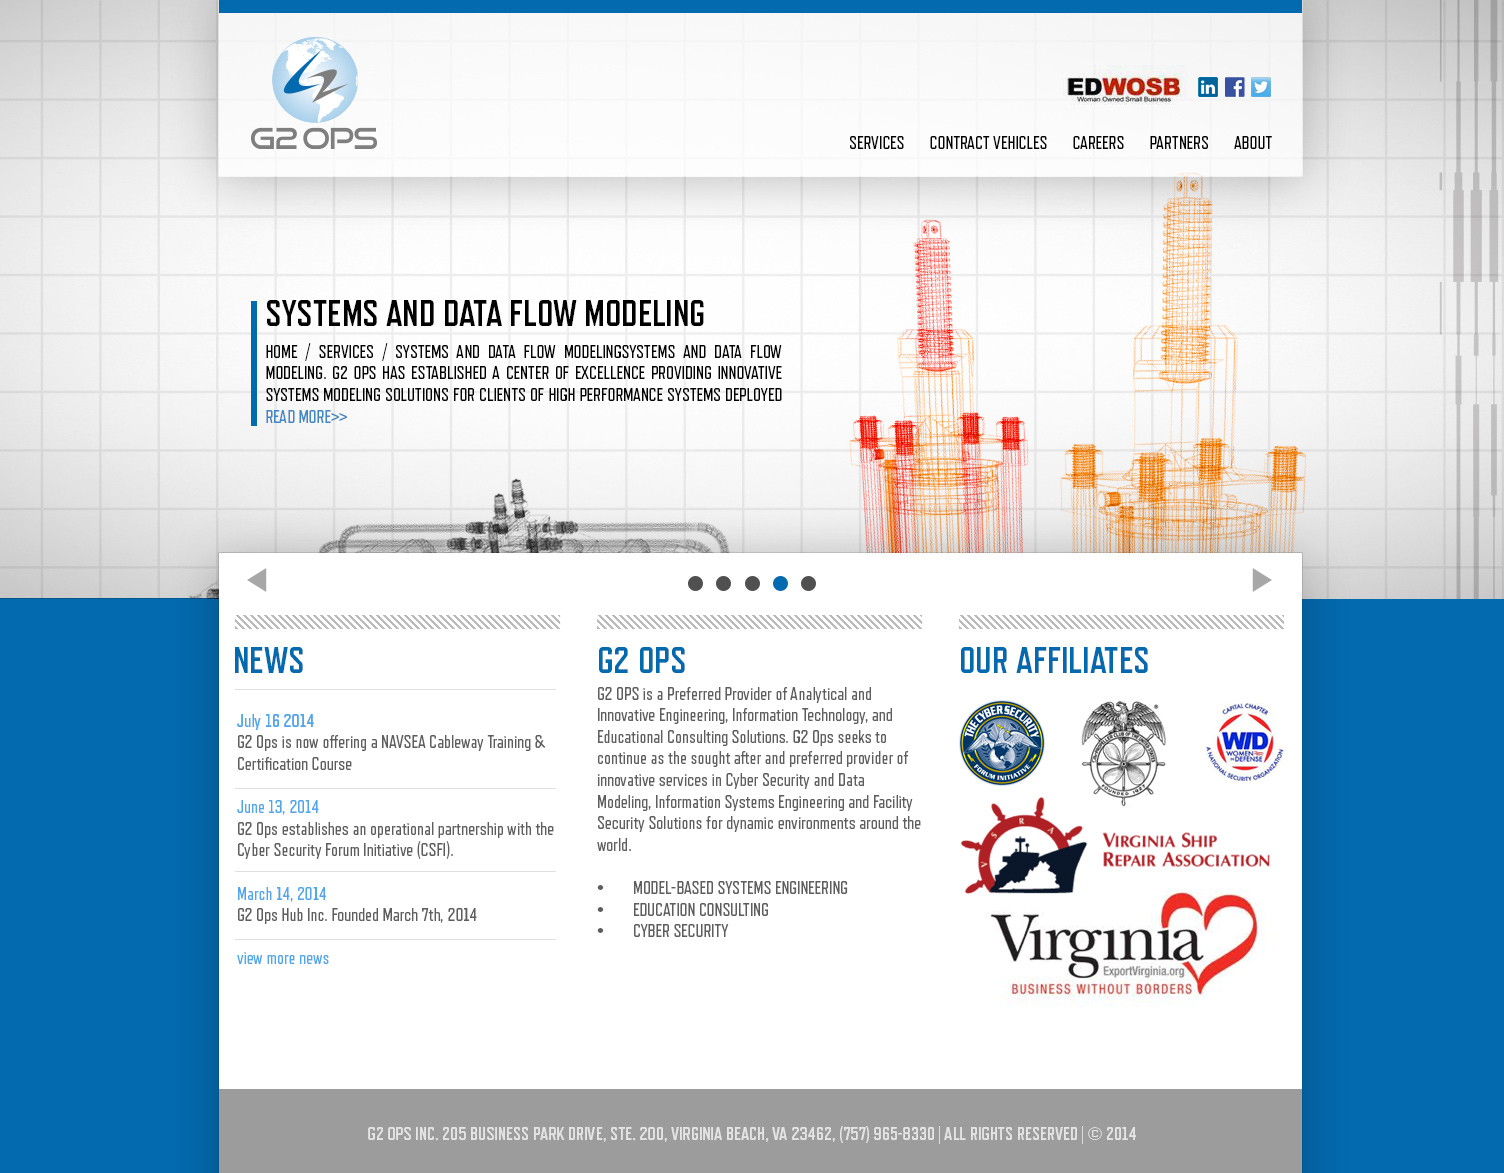 G2 OPS
EDWOSB
Woman Owned Small Business
in f
SERVICES CONTRACT VEHICLES CAREERS PARTNERS ABOUT
SYSTEMS AND DATA FLOW MODELING
HOME / SERVICES / SYSTEMS AND DATA FLOW MODELINGSYSTEMS AND DATA FLOW
MODELING. G2 OPS HAS ESTABLISHED A CENTER OF EXCELLENCE PROVIDING INNOVATIVE
SYSTEMS MODELING SOLUTIONS FOR CLIENTS OF HIGH PERFORMANCE SYSTEMS DEPLOYED
READ MORE>>
NEWS
July 16 2014
G2 Ops is now offering a NAVSEA Cableway Training &
Certification Course
June 13, 2014
G2 Ops establishes an operational partnership with the
Cyber Security Forum Initiative (CSFI).
March 14, 2014
G2 Ops Hub Inc. Founded March 7th, 2014
view more news
G2 OPS
G2 OPS is a Preferred Provider of Analytical and
Innovative Engineering, Information Technology, and
Educational Consulting Solutions. G2 Ops seeks to
continue as the sought after and preferred provider of
innovative services in Cyber Security and Data
Modeling, Information Systems Engineering and Facility
Security Solutions for dynamic environments around the
world.
• MODEL-BASED SYSTEMS ENGINEERING
• EDUCATION CONSULTING
• CYBER SECURITY
OUR AFFILIATES
THE CYBER SECURITY
FORUM INITIATIVE
FOUNDED 1927
CAPITAL CHAPTER
WID
WOMEN IN
DEFENSE
A NATIONAL SECURITY ORGANIZATION
V S R A
VIRGINIA SHIP
REPAIR ASSOCIATION
Virginia
ExportVirginia.org
BUSINESS WITHOUT BORDERS
G2 OPS INC. 205 BUSINESS PARK DRIVE, STE. 200, VIRGINIA BEACH, VA 23462, (757) 965-8330 | ALL RIGHTS RESERVED | © 2014